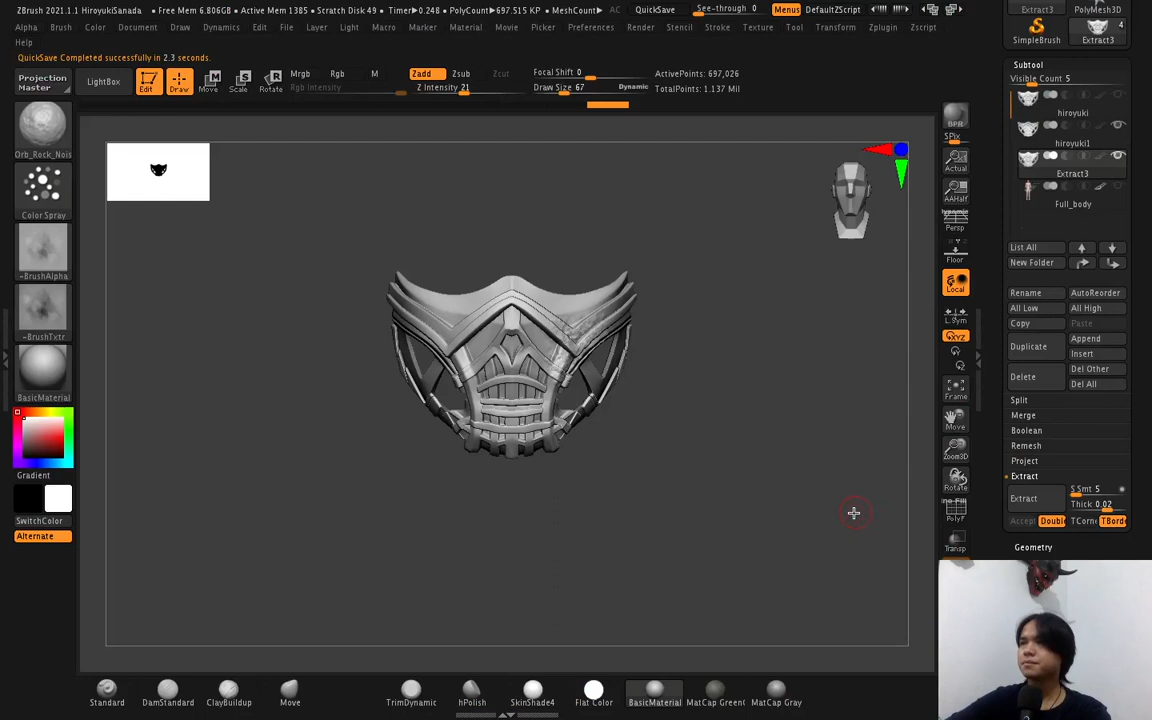 ZBrush 2021.1.1 HiroyukiSanada • Free Mem 6.806GB • Active Mem 1385 • Scratch Disk 49 • Timer▶0.248 • PolyCount▶697.515 KP • MeshCount▶ AC QuickSave See-through 0 Menus DefaultZScript
Alpha Brush Color Document Draw Dynamics Edit File Layer Light Macro Marker Material Movie Picker Preferences Render Stencil Stroke Texture Tool Transform Zplugin Zscript
Help
QuickSave Completed successfully in 2.3 seconds.
Projection Master
LightBox
Edit
Draw
Move
Scale
Rotate
Mrgb Rgb M
Rgb Intensity
Zadd Zsub Zcut
Z Intensity 21
Focal Shift 0
Draw Size 67 Dynamic
ActivePoints: 697,026
TotalPoints: 1.137 Mil
Orb_Rock_Nois
Color Spray
~BrushAlpha
~BrushTxtr
BasicMaterial
Gradient
SwitchColor
Alternate
BPR
SPix
Actual
AAHalf
Dynamic
Persp
Floor
Local
L.Sym
XYZ
Frame
Move
Zoom3D
Rotate
PolyF
Transp
Extract3
PolyMesh3D
SimpleBrush
4
Extract3
Subtool
Visible Count 5
hiroyuki
hiroyuki1
Extract3
Full_body
List All
New Folder
Rename AutoReorder
All Low All High
Copy Paste
Duplicate Append
Insert
Delete Del Other
Del All
Split
Merge
Boolean
Remesh
Project
Extract
Extract S Smt 5
Thick 0.02
Accept Doubl TCorne TBorde
Geometry
Standard
DamStandard
ClayBuildup
Move
TrimDynamic
hPolish
SkinShade4
Flat Color
BasicMaterial
MatCap Green
MatCap Gray